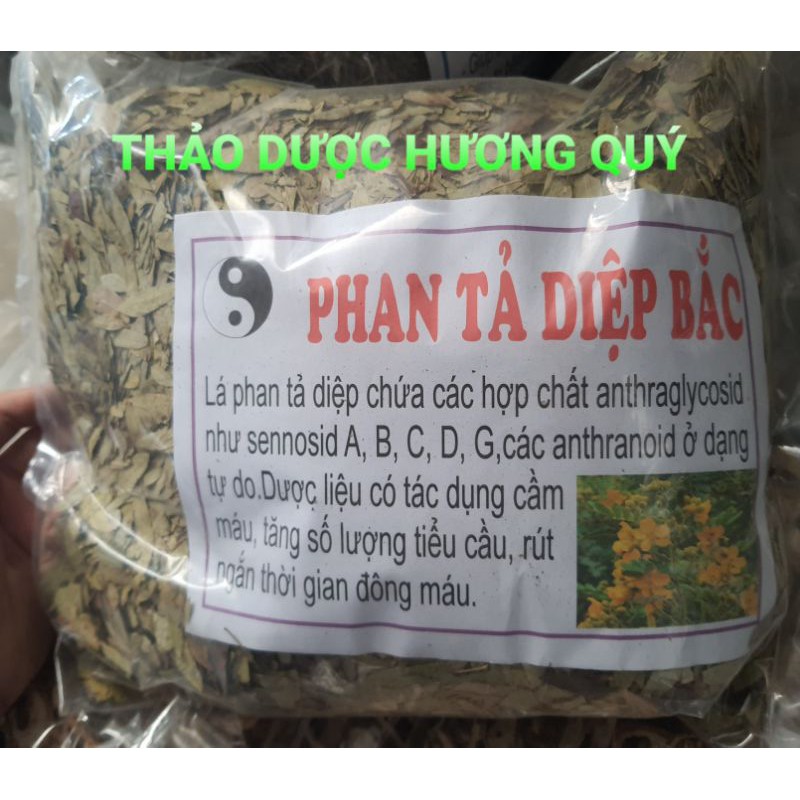 THẢO DƯỢC HƯƠNG QUÝ
PHAN TẢ DIỆP BẮC
Lá phan tả diệp chứa các hợp chất anthraglycosid
như sennosid A, B, C, D, G,các anthranoid ở dạng
tự do.Dược liệu có tác dụng cầm
máu, tăng số lượng tiểu cầu, rút
ngắn thời gian đông máu.